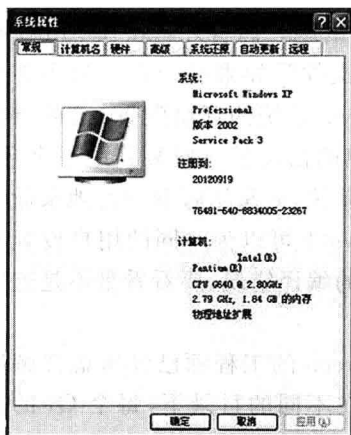 系统属性
常规 计算机名 硬件 高级 系统还原 自动更新 远程
系统:
Microsoft Windows XP
Professional
版本 2002
Service Pack 3
注册到:
20120919
76481-640-8834005-23267
计算机:
Intel(R)
Pentium(R)
CPU G640 @ 2.80GHz
2.79 GHz, 1.84 GB 的内存
物理地址扩展
确定 取消 应用(A)